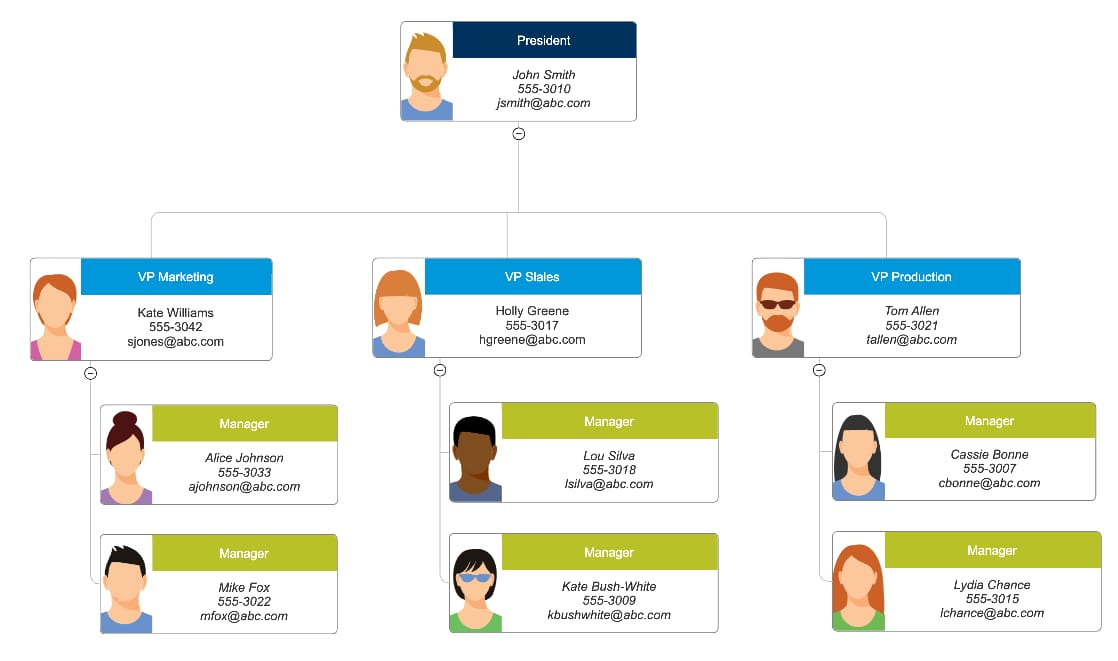 President
John Smith
555-3010
jsmith@abc.com
VP Marketing
Kate Williams
555-3042
sjones@abc.com
VP Slales
Holly Greene
555-3017
hgreene@abc.com
VP Production
Tom Allen
555-3021
tallen@abc.com
Manager
Alice Johnson
555-3033
ajohnson@abc.com
Manager
Mike Fox
555-3022
mfox@abc.com
Manager
Lou Silva
555-3018
lsilva@abc.com
Manager
Kate Bush-White
555-3009
kbushwhite@abc.com
Manager
Cassie Bonne
555-3007
cbonne@abc.com
Manager
Lydia Chance
555-3015
lchance@abc.com